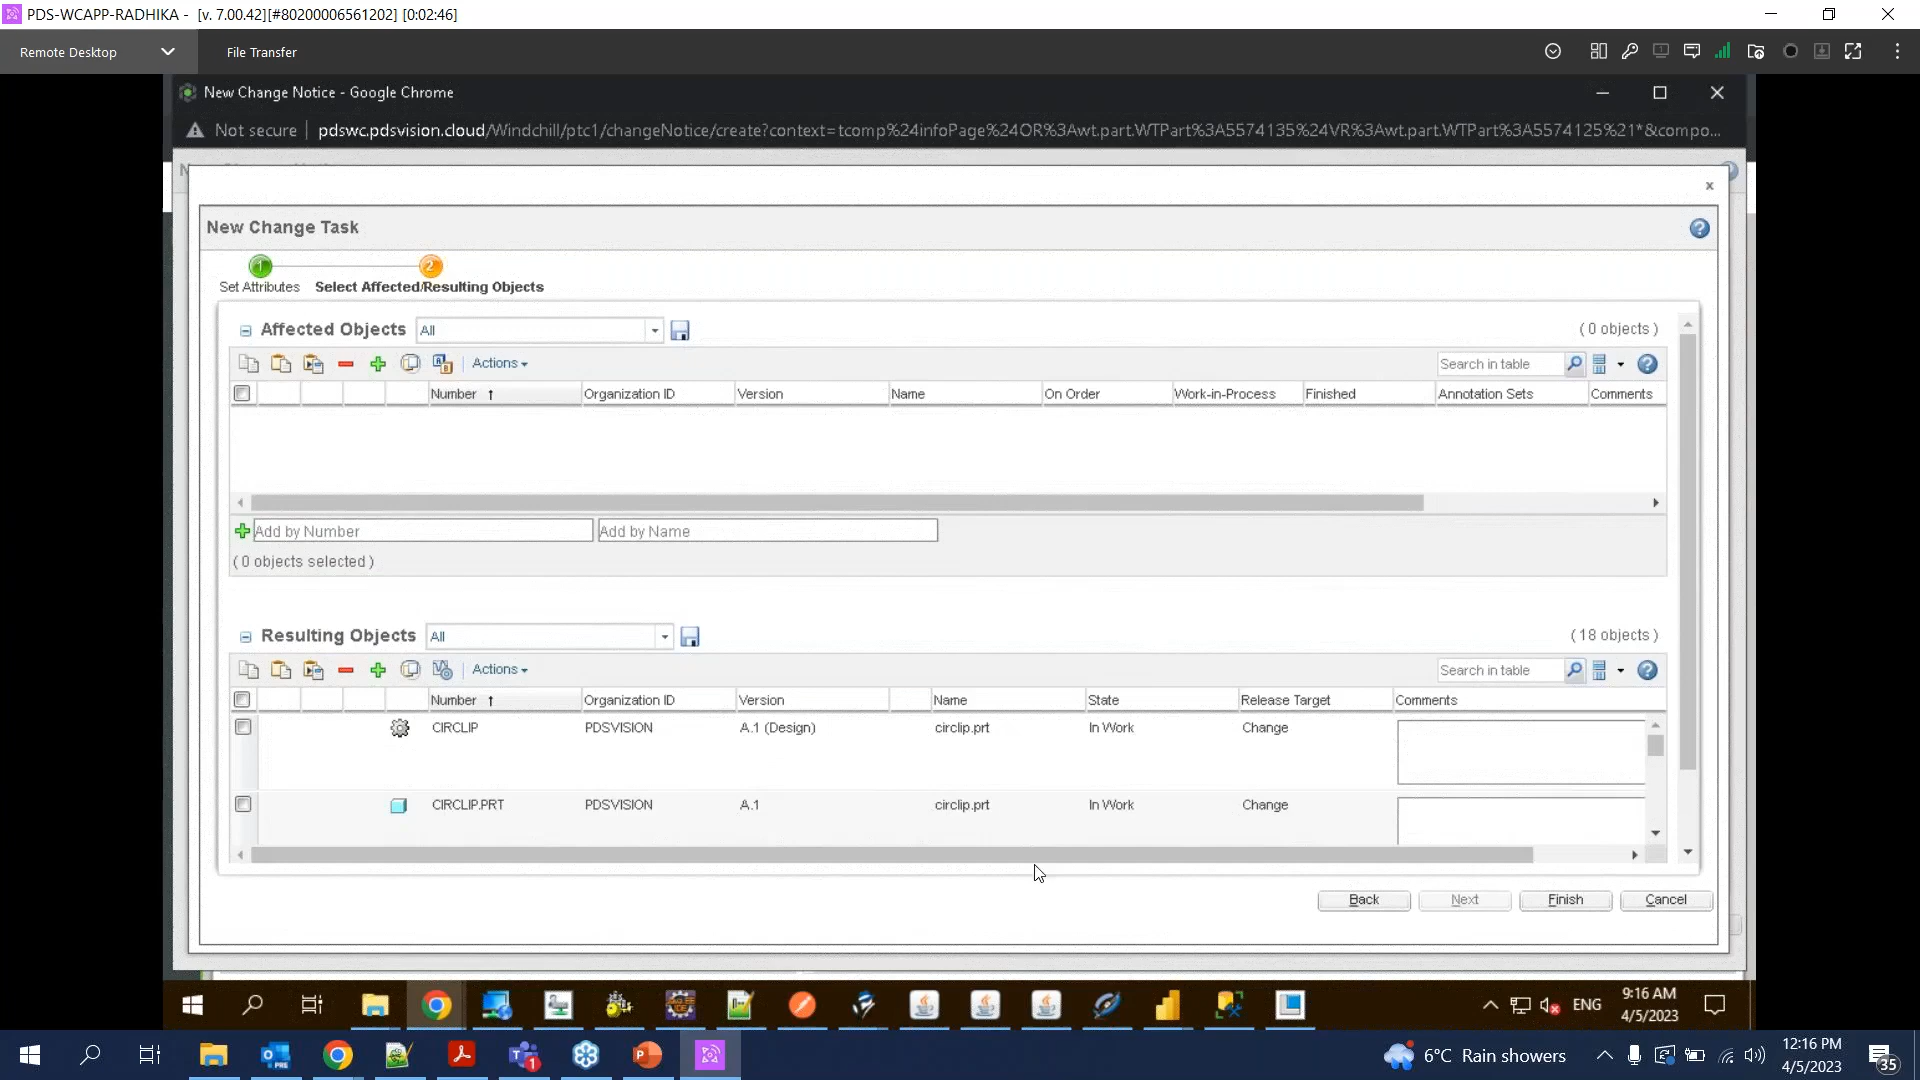 PDS-WCAPP-RADHIKA - [v. 7.00.42][#80200006561202] [0:02:46]
Remote Desktop
File Transfer
New Change Notice - Google Chrome
Not secure | pdswc.pdsvision.cloud/Windchill/ptc1/changeNotice/create?context=tcomp%24infoPage%24OR%3Awt.part.WTPart%3A5574135%24VR%3Awt.part.WTPart%3A5574125%21*&compo...
New Change Task
1 2
Set Attributes Select Affected/Resulting Objects
Affected Objects All ( 0 objects )
Actions Search in table
Number ↑ Organization ID Version Name On Order Work-in-Process Finished Annotation Sets Comments
Add by Number Add by Name
( 0 objects selected )
Resulting Objects All ( 18 objects )
Actions Search in table
Number ↑ Organization ID Version Name State Release Target Comments
CIRCLIP PDSVISION A.1 (Design) circlip.prt In Work Change
CIRCLIP.PRT PDSVISION A.1 circlip.prt In Work Change
Back Next Finish Cancel
ENG 9:16 AM
4/5/2023
6°C Rain showers 12:16 PM
4/5/2023
35